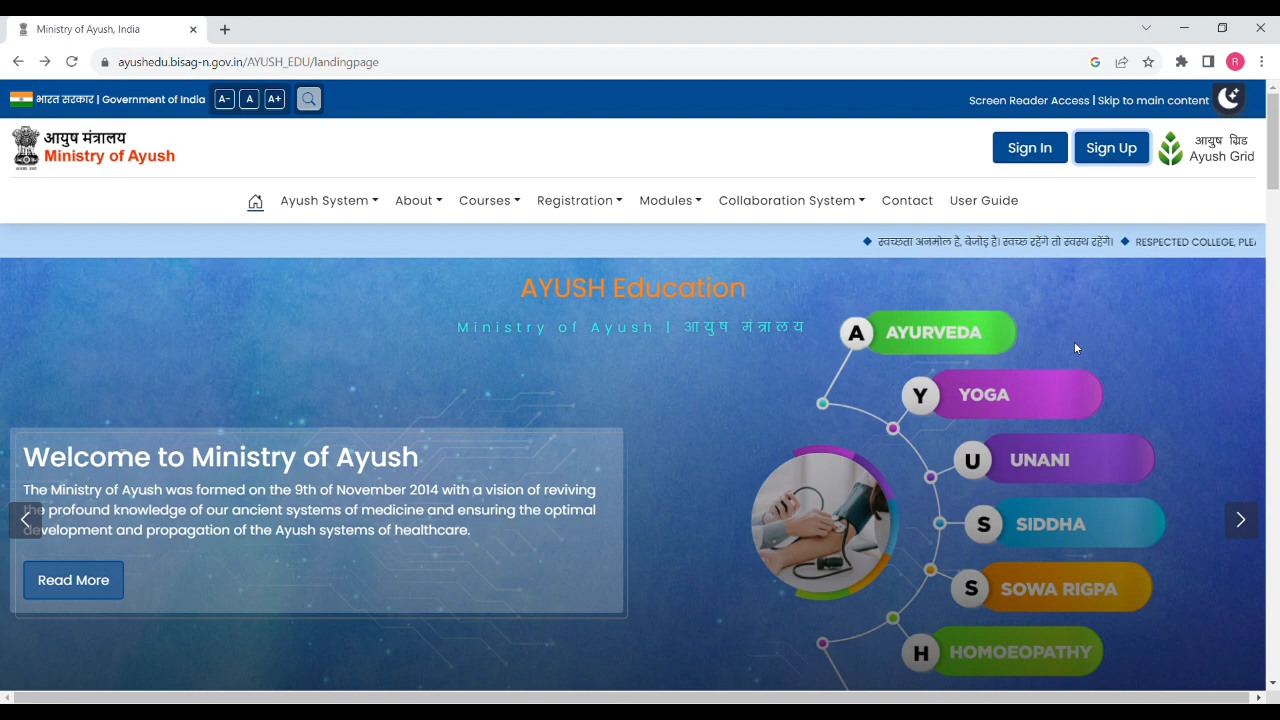 Ministry of Ayush, India
ayushedu.bisag-n.gov.in/AYUSH_EDU/landingpage
R
भारत सरकार | Government of India A- A A+
Screen Reader Access | Skip to main content
आयुष मंत्रालय
Ministry of Ayush
Sign In Sign Up
आयुष ग्रिड
Ayush Grid
Ayush System About Courses Registration Modules Collaboration System Contact User Guide
स्वच्छता अनमोल है, बेजोड़ है। स्वच्छ रहेंगे तो स्वस्थ रहेंगे। RESPECTED COLLEGE, PLEA
AYUSH Education
Ministry of Ayush | आयुष मंत्रालय
A AYURVEDA
Y YOGA
U UNANI
S SIDDHA
S SOWA RIGPA
H HOMOEOPATHY
Welcome to Ministry of Ayush
The Ministry of Ayush was formed on the 9th of November 2014 with a vision of reviving
the profound knowledge of our ancient systems of medicine and ensuring the optimal
development and propagation of the Ayush systems of healthcare.
Read More